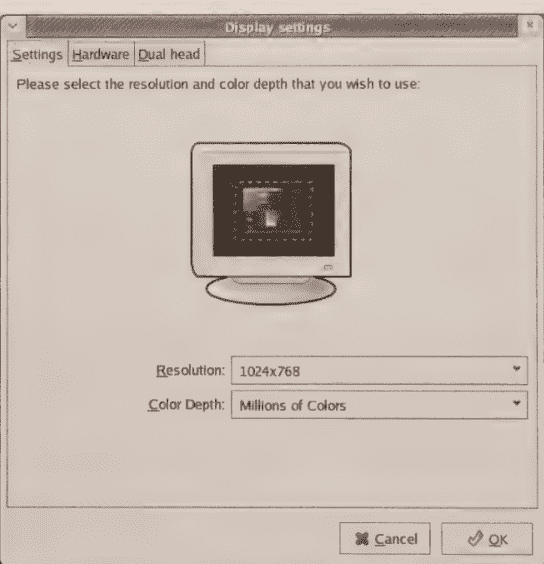 Display settings
Settings Hardware Dual head
Please select the resolution and color depth that you wish to use:
Resolution: 1024x768
Color Depth: Millions of Colors
Cancel OK